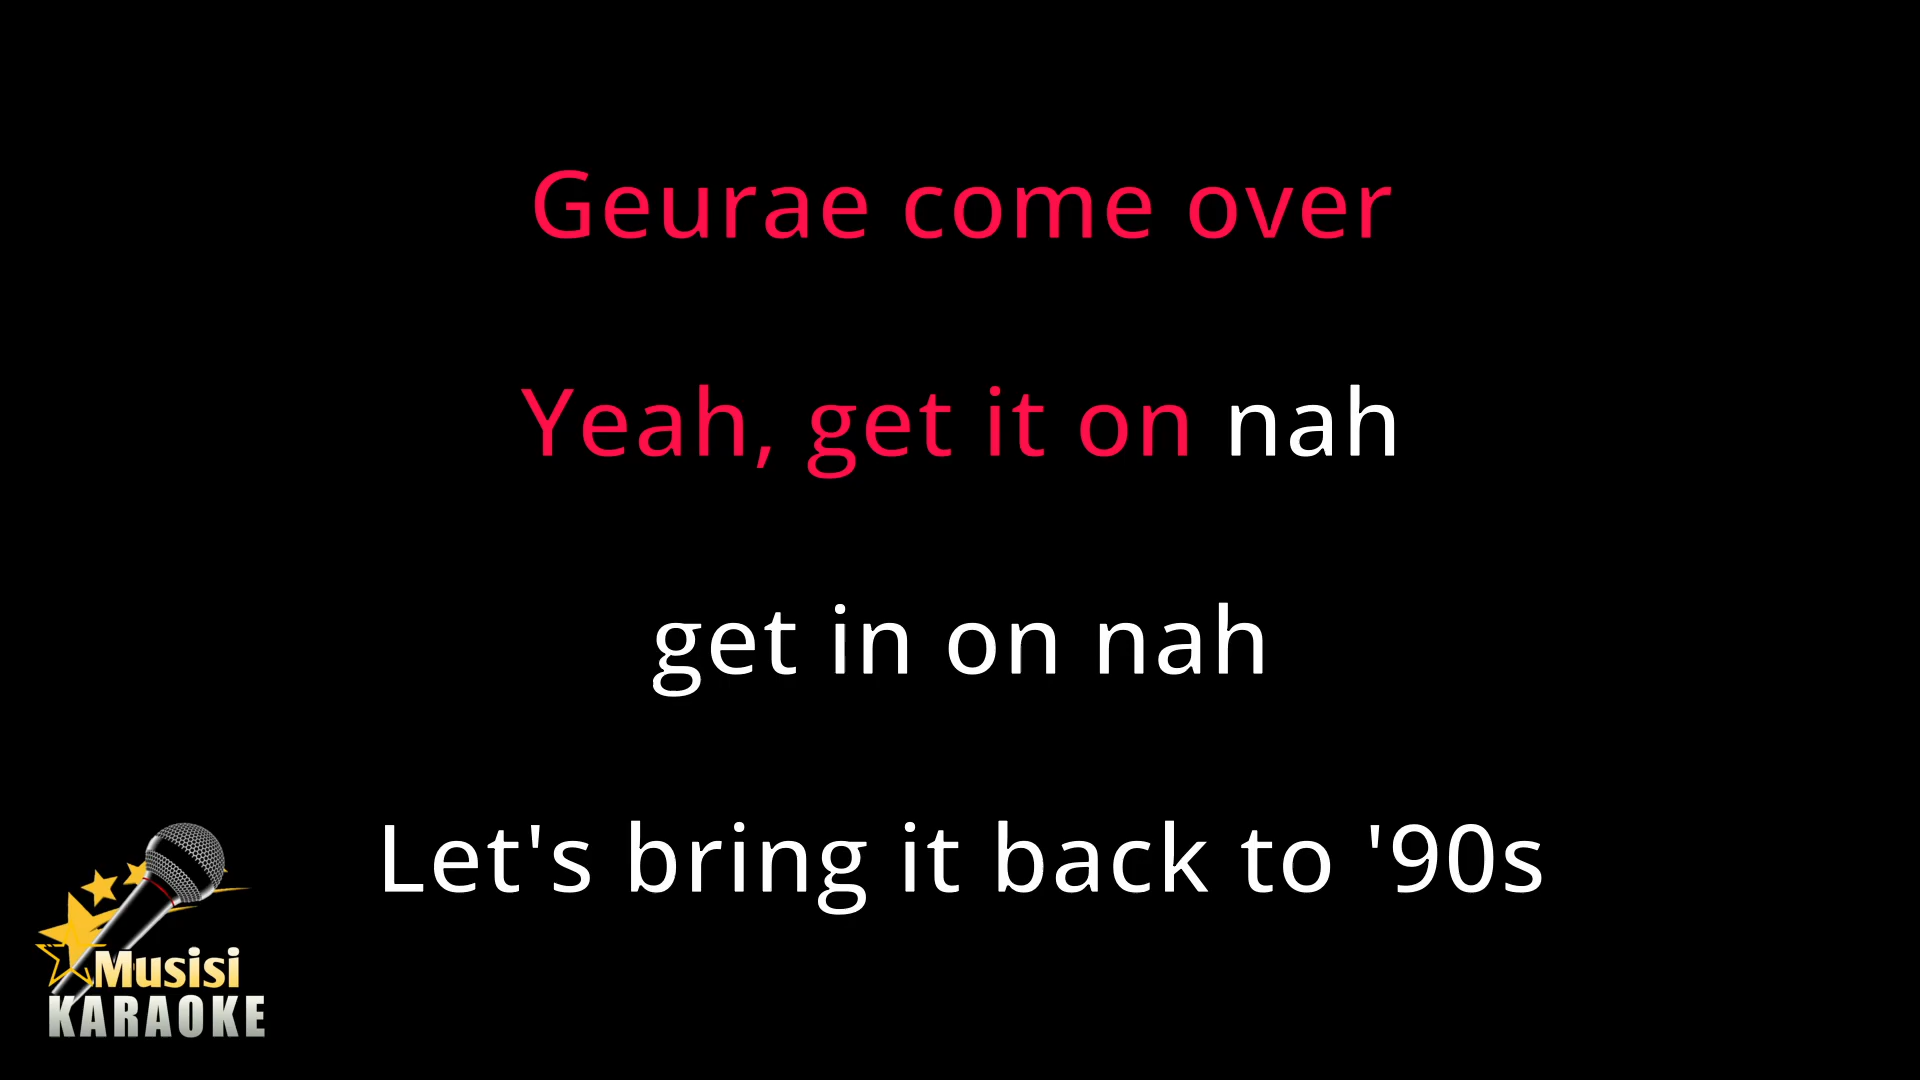 Geurae come over
Yeah, get it on nah
get in on nah
Let's bring it back to '90s
Musisi
KARAOKE